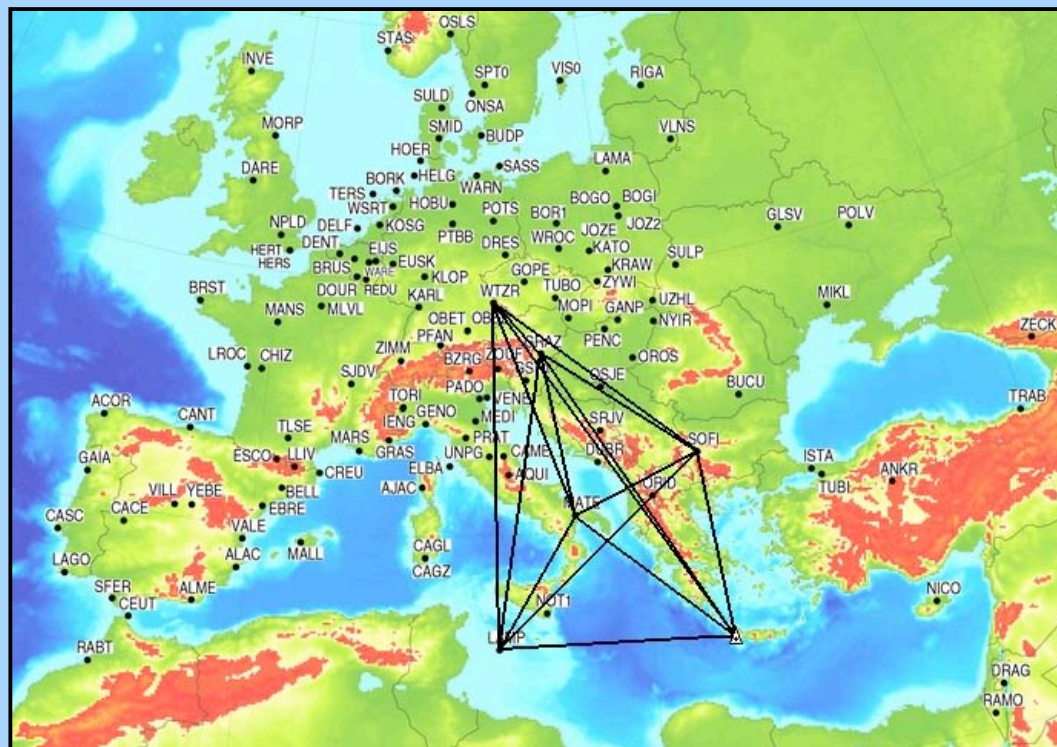 OSLS
STAS
INVE
VIS0
RIGA
SPT0
SULD
ONSA
MORP
SMID
BUDP
VLNS
HOER
DARE
SASS
LAMA
BORK
HELG
TERS
WARN
WSRT
HOBU
BOGO
BOGI
NPLD
DELF
KOSG
POTS
BOR1
JOZ2
GLSV
POLV
HERT
DENT
PTBB
JOZE
HERS
EIJS
DRES
WROC
KATO
SULP
BRUS
WARE
EUSK
GOPE
KRAW
DOUR
REDU
KLOP
ZYWI
BRST
WTZR
TUBO
MIKL
MANS
MLVL
KARL
MOPI
GANP
UZHL
OBET
NYIR
PFAN
GRAZ
PENC
ZECK
LROC
CHIZ
ZIMM
BZRG
OROS
SJDV
OSJE
BUCU
ACOR
TORI
PADO
VENE
TRAB
CANT
IENG
GENO
MEDI
SRJV
TLSE
MARS
GRAS
PRAT
SOFI
GAIA
ESCO
LLIV
UNPG
CAME
DUBR
ISTA
CREU
ELBA
AQUI
ANKR
VILL
YEBE
BELL
AJAC
ORID
TUBI
CASC
CACE
EBRE
MATE
VALE
LAGO
ALAC
MALL
CAGL
SFER
ALME
CAGZ
NICO
CEUT
NOT1
RABT
LAMP
DRAG
RAMO